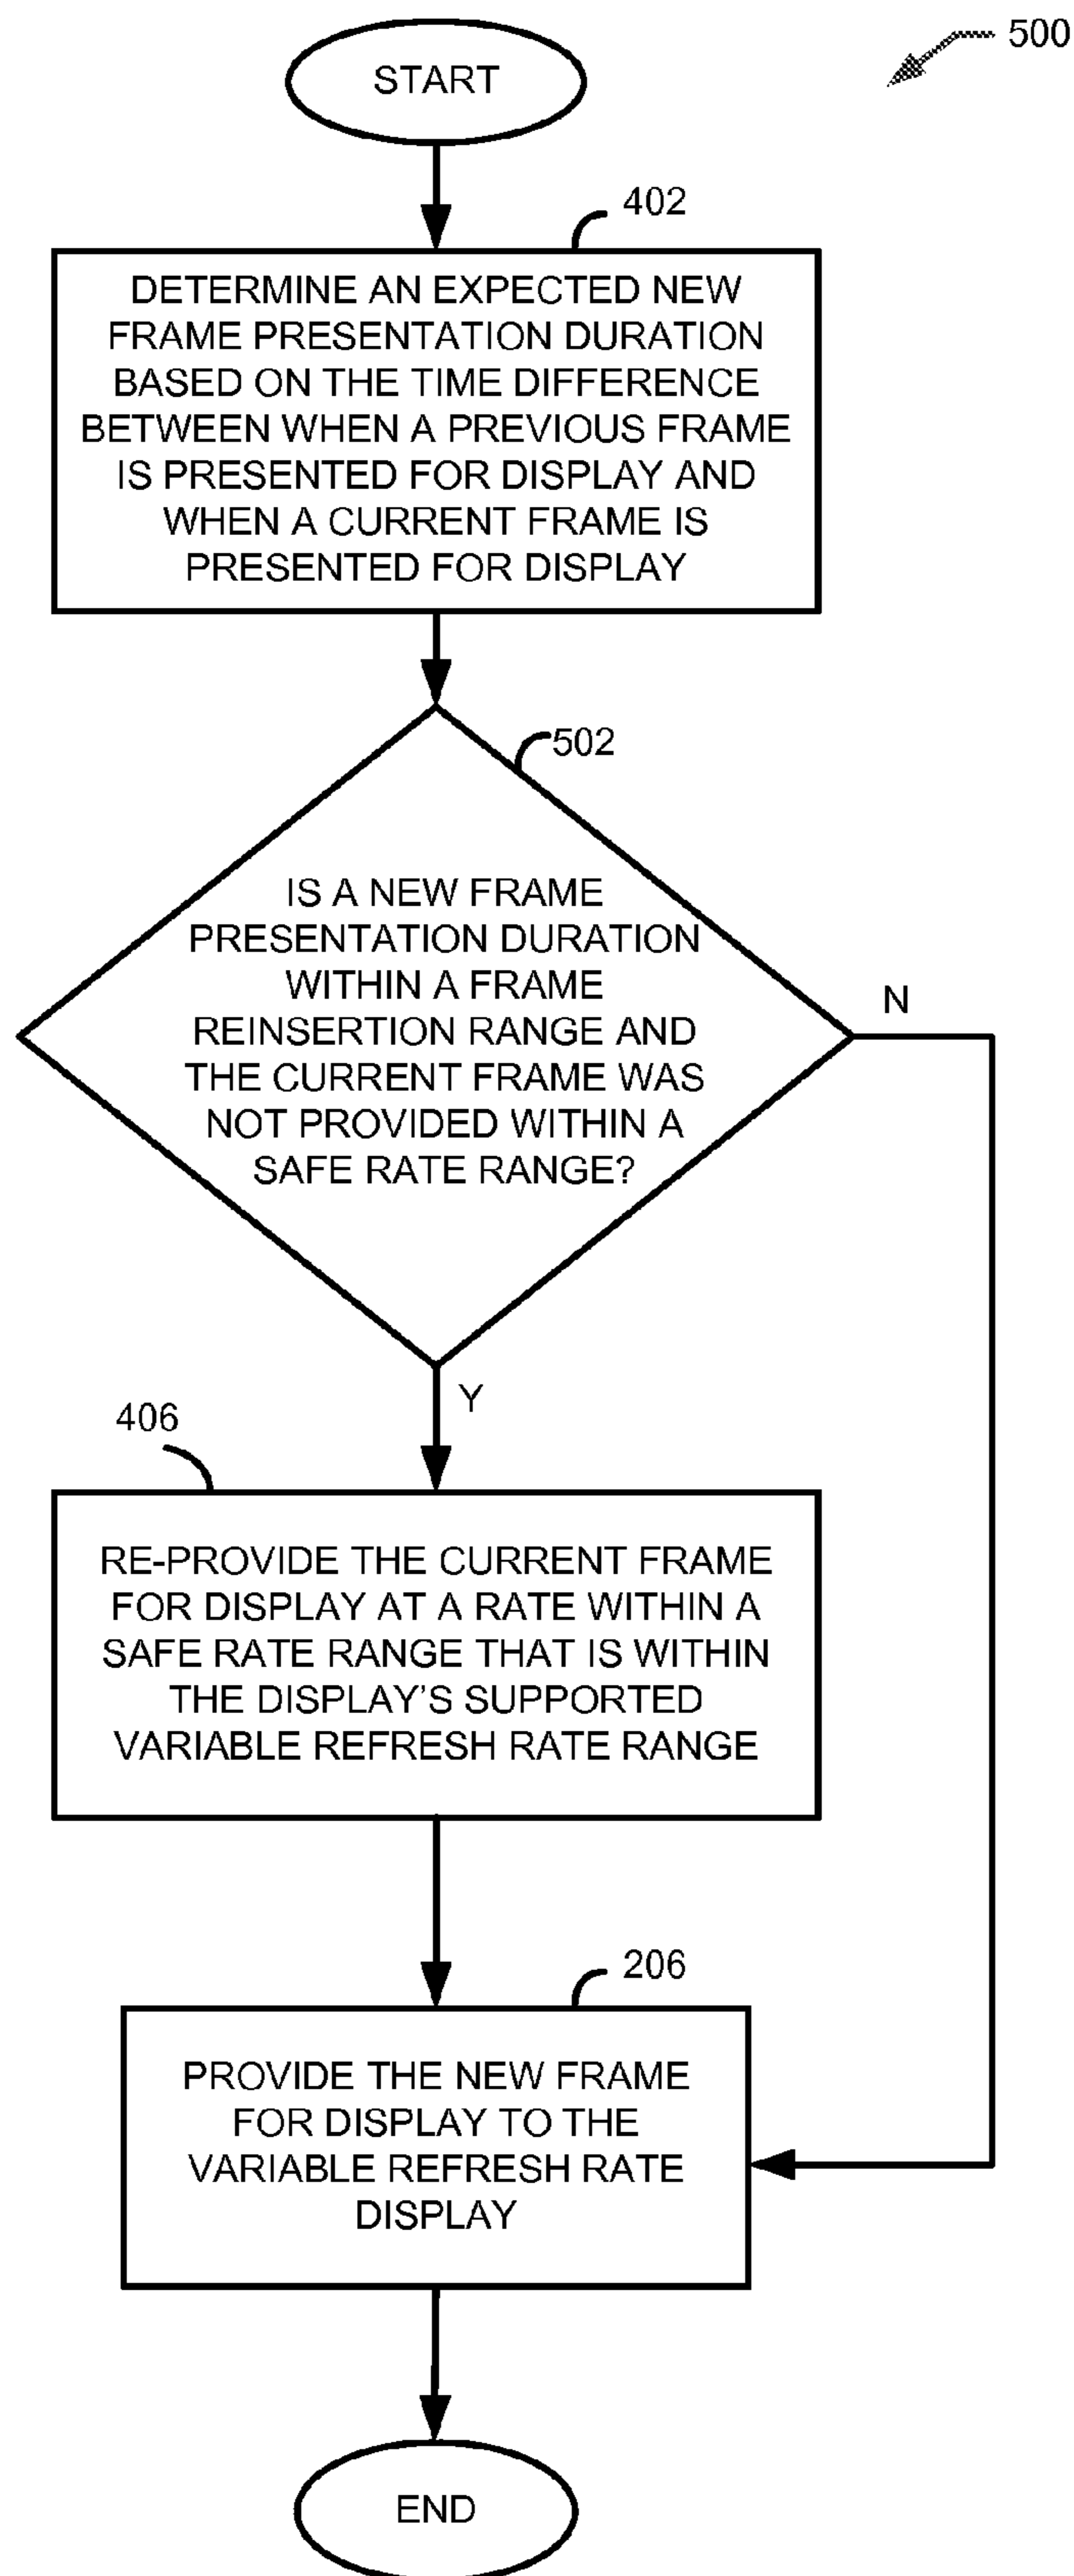 START
500
402
DETERMINE AN EXPECTED NEW
FRAME PRESENTATION DURATION
BASED ON THE TIME DIFFERENCE
BETWEEN WHEN A PREVIOUS FRAME
IS PRESENTED FOR DISPLAY AND
WHEN A CURRENT FRAME IS
PRESENTED FOR DISPLAY
502
IS A NEW FRAME
PRESENTATION DURATION
WITHIN A FRAME
REINSERTION RANGE AND
THE CURRENT FRAME WAS
NOT PROVIDED WITHIN A
SAFE RATE RANGE?
N
Y
406
RE-PROVIDE THE CURRENT FRAME
FOR DISPLAY AT A RATE WITHIN A
SAFE RATE RANGE THAT IS WITHIN
THE DISPLAY'S SUPPORTED
VARIABLE REFRESH RATE RANGE
206
PROVIDE THE NEW FRAME
FOR DISPLAY TO THE
VARIABLE REFRESH RATE
DISPLAY
END